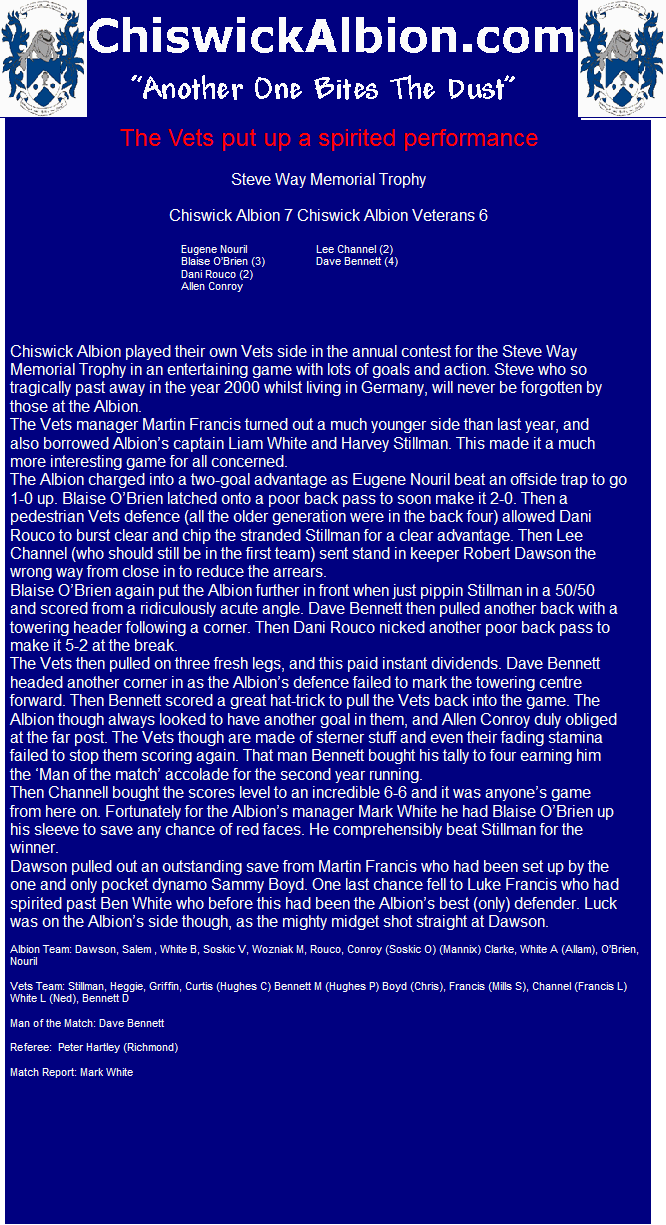 ChiswickAlbion.com
“Another One Bites The Dust”
The Vets put up a spirited performance
Steve Way Memorial Trophy
Chiswick Albion 7 Chiswick Albion Veterans 6
Eugene Nouril Lee Channel (2)
Blaise O'Brien (3) Dave Bennett (4)
Dani Rouco (2)
Allen Conroy
Chiswick Albion played their own Vets side in the annual contest for the Steve Way
Memorial Trophy in an entertaining game with lots of goals and action. Steve who so
tragically past away in the year 2000 whilst living in Germany, will never be forgotten by
those at the Albion.
The Vets manager Martin Francis turned out a much younger side than last year, and
also borrowed Albion’s captain Liam White and Harvey Stillman. This made it a much
more interesting game for all concerned.
The Albion charged into a two-goal advantage as Eugene Nouril beat an offside trap to go
1-0 up. Blaise O’Brien latched onto a poor back pass to soon make it 2-0. Then a
pedestrian Vets defence (all the older generation were in the back four) allowed Dani
Rouco to burst clear and chip the stranded Stillman for a clear advantage. Then Lee
Channel (who should still be in the first team) sent stand in keeper Robert Dawson the
wrong way from close in to reduce the arrears.
Blaise O’Brien again put the Albion further in front when just pippin Stillman in a 50/50
and scored from a ridiculously acute angle. Dave Bennett then pulled another back with a
towering header following a corner. Then Dani Rouco nicked another poor back pass to
make it 5-2 at the break.
The Vets then pulled on three fresh legs, and this paid instant dividends. Dave Bennett
headed another corner in as the Albion’s defence failed to mark the towering centre
forward. Then Bennett scored a great hat-trick to pull the Vets back into the game. The
Albion though always looked to have another goal in them, and Allen Conroy duly obliged
at the far post. The Vets though are made of sterner stuff and even their fading stamina
failed to stop them scoring again. That man Bennett bought his tally to four earning him
the ‘Man of the match’ accolade for the second year running.
Then Channell bought the scores level to an incredible 6-6 and it was anyone’s game
from here on. Fortunately for the Albion’s manager Mark White he had Blaise O’Brien up
his sleeve to save any chance of red faces. He comprehensibly beat Stillman for the
winner.
Dawson pulled out an outstanding save from Martin Francis who had been set up by the
one and only pocket dynamo Sammy Boyd. One last chance fell to Luke Francis who had
spirited past Ben White who before this had been the Albion’s best (only) defender. Luck
was on the Albion’s side though, as the mighty midget shot straight at Dawson.
Albion Team: Dawson, Salem , White B, Soskic V, Wozniak M, Rouco, Conroy (Soskic O) (Mannix) Clarke, White A (Allam), O'Brien,
Nouril
Vets Team: Stillman, Heggie, Griffin, Curtis (Hughes C) Bennett M (Hughes P) Boyd (Chris), Francis (Mills S), Channel (Francis L)
White L (Ned), Bennett D
Man of the Match: Dave Bennett
Referee: Peter Hartley (Richmond)
Match Report: Mark White